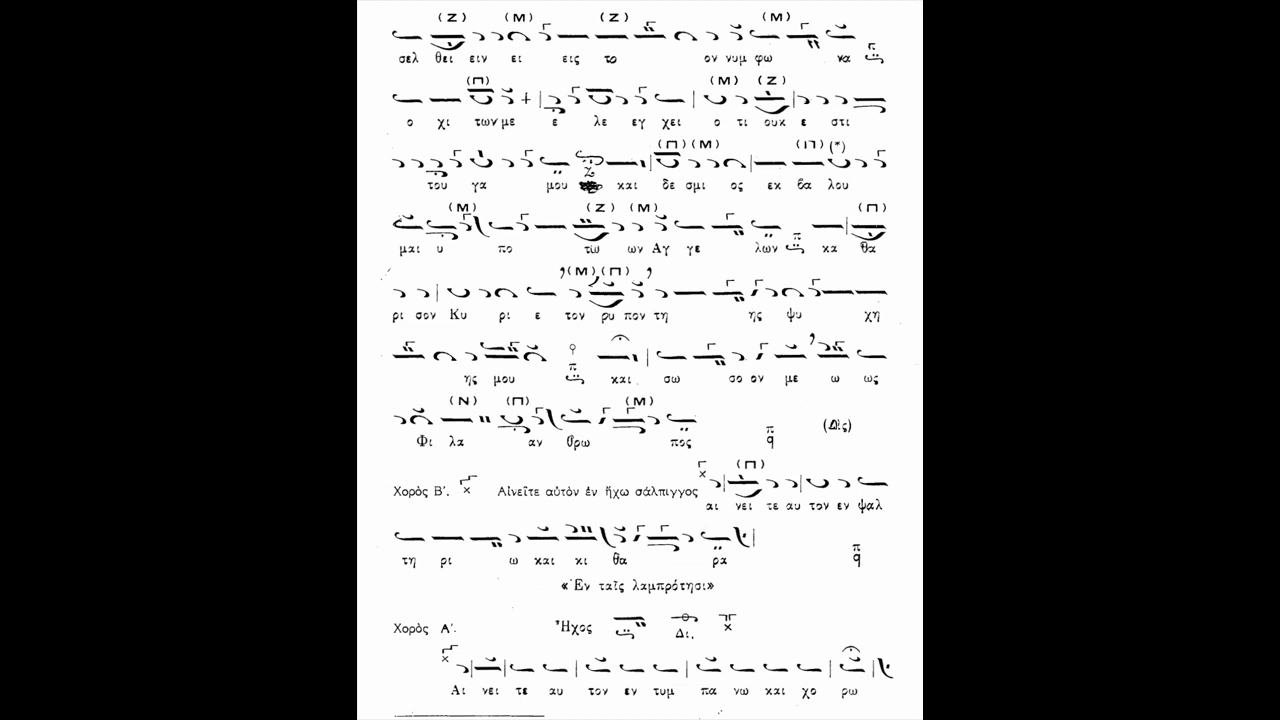 (Ζ) (Μ) (Ζ) (Μ)
σελ θει ειν ει εις το ον νυμ φω να
(Π) (Μ) (Ζ)
ο χι των με ε λε εγ χει ο τι ουκ ε στι
(Π) (Μ) (Π) (*)
του γα μου και δε σμι ος εκ βα λου
(Μ) (Ζ) (Μ) (Π)
μαι υ πο τω ων Αγ γε λων κα θα
(Μ) (Π)
ρι σον Κυ ρι ε τον ρυ πον τη ης ψυ χη
ης μου και σω σο ον με ω ως
(Ν) (Π) (Μ)
Φι λα αν θρω πος (Δὶς)
(Π)
Χορὸς Β΄. Αἰνεῖτε αὐτὸν ἐν ἤχω σάλπιγγος αι νει τε αυ τον εν ψαλ
τη ρι ω και κι θα ρα
«Ἐν ταῖς λαμπρότησι»
Χορὸς Α΄. Ἦχος Δι.
Αι νει τε αυ τον εν τυμ πα νω και χο ρω